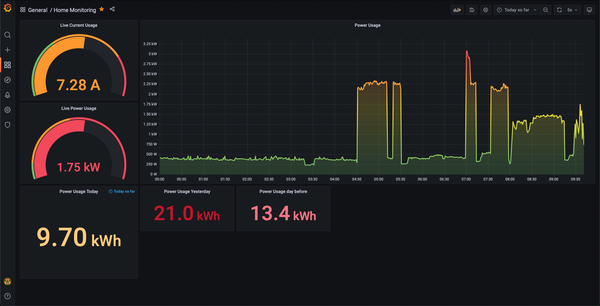 General / Home Monitoring
Today so far
5s
Live Current Usage
7.28 A
Live Power Usage
1.75 kW
Power Usage
3.25 kW
3 kW
2.75 kW
2.50 kW
2.25 kW
2 kW
1.75 kW
1.50 kW
1.25 kW
1 kW
750 W
500 W
250 W
0 W
00:00 00:30 01:00 01:30 02:00 02:30 03:00 03:30 04:00 04:30 05:00 05:30 06:00 06:30 07:00 07:30 08:00 08:30 09:00 09:30
Power Usage Today
Today so far
9.70 kWh
Power Usage Yesterday
21.0 kWh
Power Usage day before
13.4 kWh